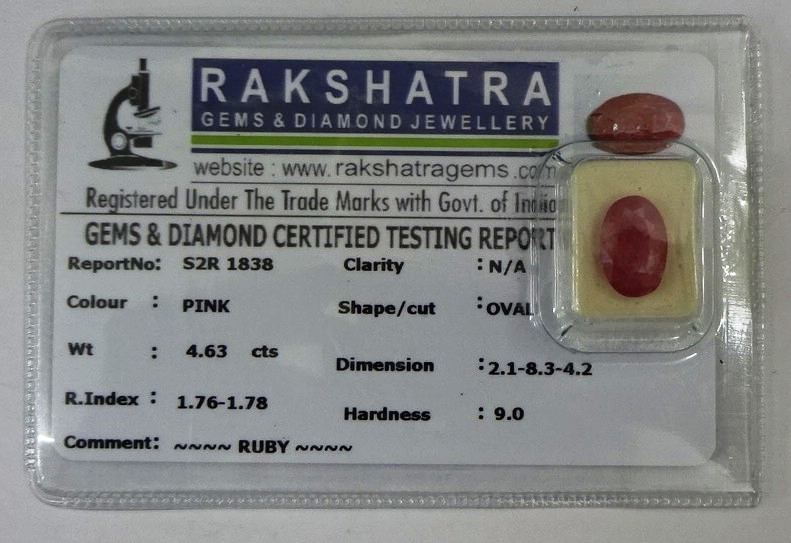 RAKSHATRA
GEMS & DIAMOND JEWELLERY
website : www. rakshatragems .com
Registered Under The Trade Marks with Govt. of India
GEMS & DIAMOND CERTIFIED TESTING REPORT
ReportNo: S2R 1838 Clarity : N/A
Colour : PINK Shape/cut : OVAL
Wt : 4.63 cts Dimension : 2.1-8.3-4.2
R.Index : 1.76-1.78 Hardness : 9.0
Comment: ~~~~ RUBY ~~~~